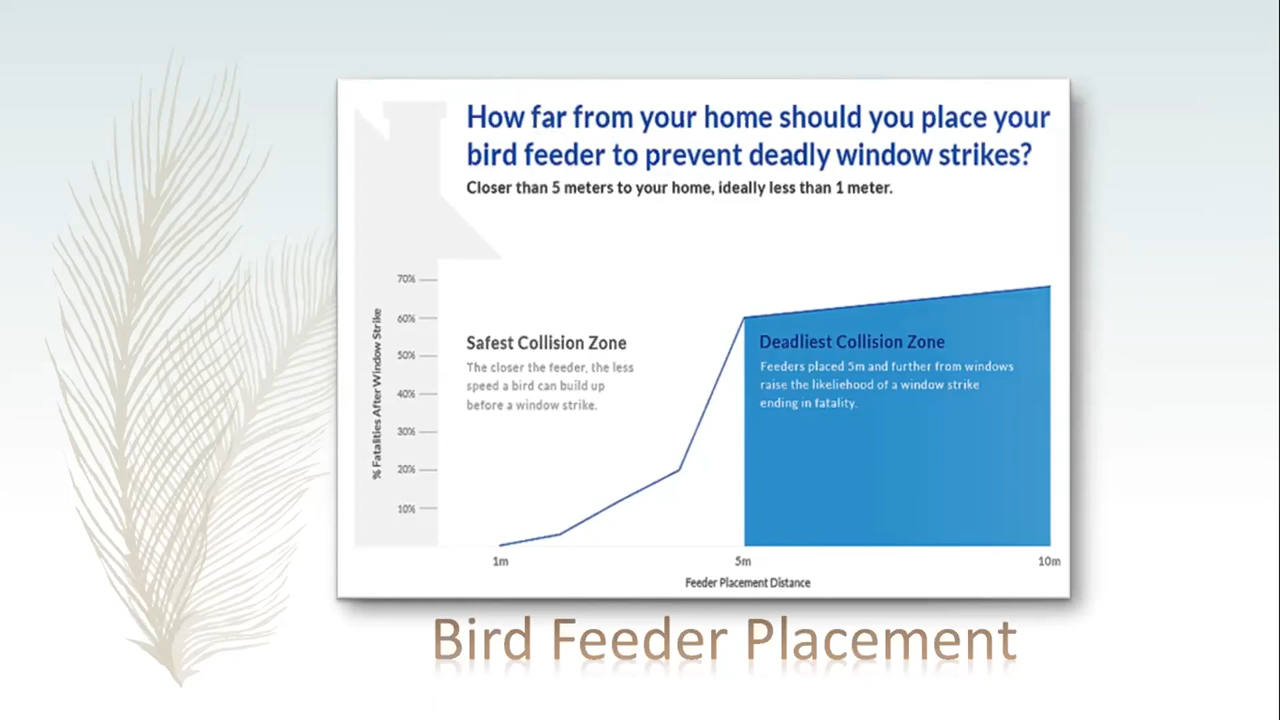 How far from your home should you place your
bird feeder to prevent deadly window strikes?
Closer than 5 meters to your home, ideally less than 1 meter.
% Fatalities After Window Strike
70%
60%
50%
40%
30%
20%
10%
Safest Collision Zone
The closer the feeder, the less
speed a bird can build up
before a window strike.
Deadliest Collision Zone
Feeders placed 5m and further from windows
raise the likeliehood of a window strike
ending in fatality.
1m
5m
10m
Feeder Placement Distance
Bird Feeder Placement